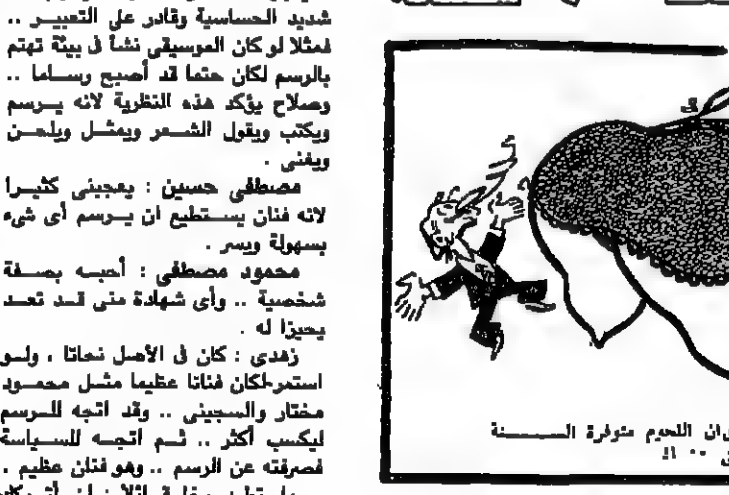 شديد الحساسية وقادر على التعبير ..
فمثلا لو كان الموسيقى نشأ فى بيئة تهتم
بالرسم لكان حتما قد أصبح رساما ..
وصلاح يؤكد هذه النظرية لانه يرسم
ويكتب ويقول الشعر ويمثل ويلحن
ويغنى .
مصطفى حسين : يعجبنى كثيرا
لانه فنان يستطيع ان يرسم أى شىء
بسهولة ويسر .
محمود مصطفى : أحبه بصفة
شخصية .. وأى شهادة منى قد تعد
تحيزا له .
زهدى : كان فى الأصل نحاتا ، ولو
استمر لكان فنانا عظيما مثل محمود
مختار والسجينى .. وقد اتجه للرسم
ليكسب أكثر .. ثم اتجه للسياسة
فصرفته عن الرسم .. وهو فنان عظيم .
اللحوم متوفرة السنة